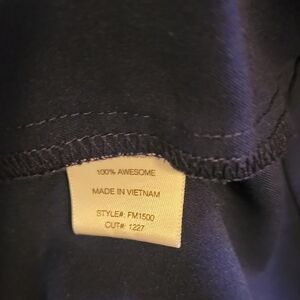 100% AWESOME
MADE IN VIETNAM
STYLE#: FM1500
CUT#: 1227